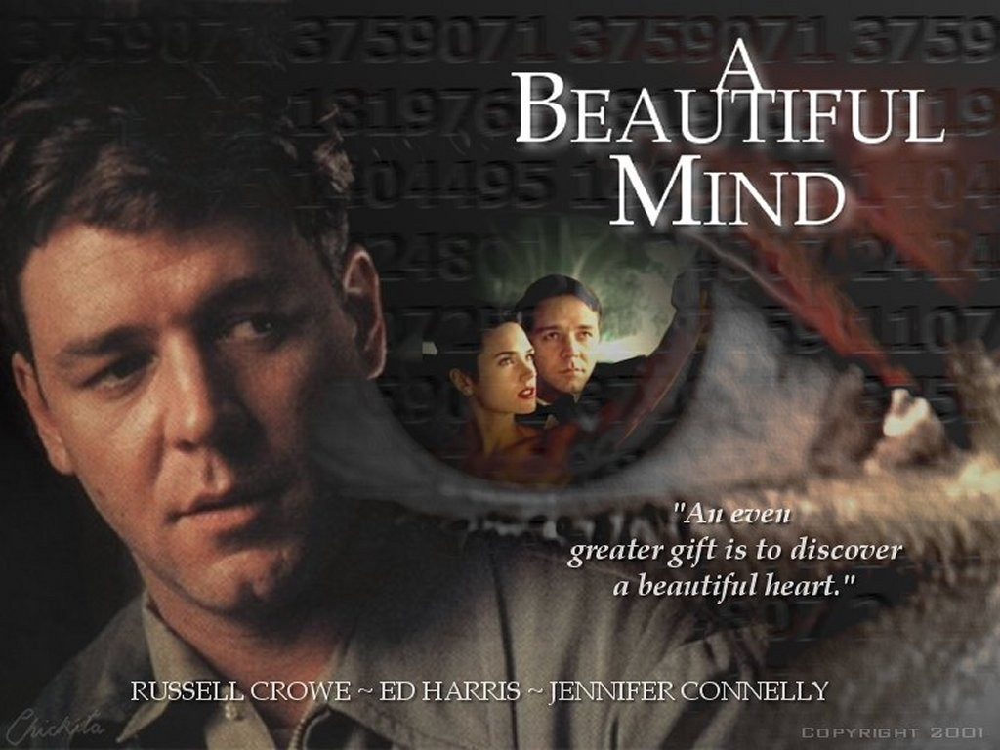 3759071 3759071 3759071 3759
A
BEAUTIFUL
MIND
"An even
greater gift is to discover
a beautiful heart."
RUSSELL CROWE ~ ED HARRIS ~ JENNIFER CONNELLY
Chickita
COPYRIGHT 2001